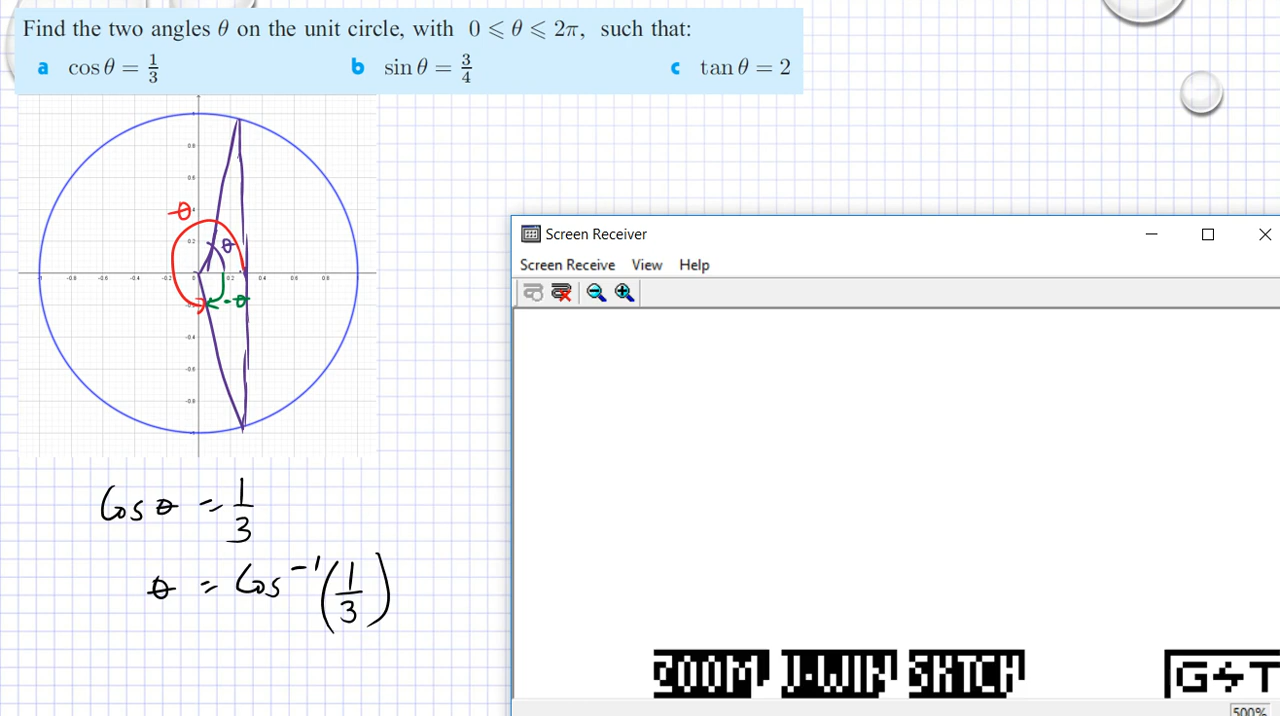 Find the two angles θ on the unit circle, with 0 ⩽ θ ⩽ 2π, such that:
a cos θ = 1/3 b sin θ = 3/4 c tan θ = 2
0.8
0.6
0.2
-0.8 -0.6 -0.4 -0.2 0 0.2 0.4 0.6 0.8
-0.4
-0.6
-0.8
θ
θ
-θ
Cos θ = 1/3
θ = Cos⁻¹(1/3)
Screen Receiver
Screen Receive View Help
ZOOM V-WIN SKTCH G↔T
500%